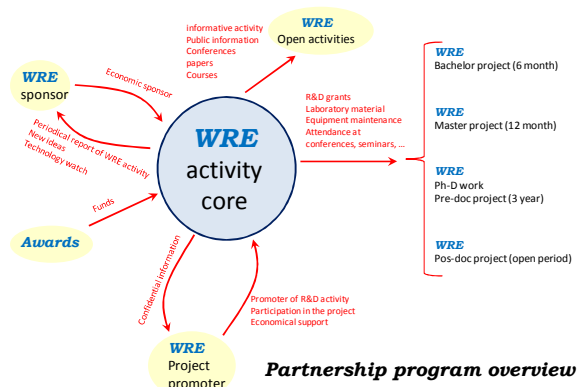 informative activity
Public information
Conferences
papers
Courses
WRE
Open activities
WRE
sponsor
Economic sponsor
Periodical report of WRE activity
New ideas
Technology watch
WRE
activity
core
R&D grants
Laboratory material
Equipment maintenance
Attendance at
conferences, seminars, ...
WRE
Bachelor project (6 month)
WRE
Master project (12 month)
WRE
Ph-D work
Pre-doc project (3 year)
WRE
Pos-doc project (open period)
Awards
Funds
Confidential information
Promoter of R&D activity
Participation in the project
Economical support
WRE
Project
promoter
Partnership program overview